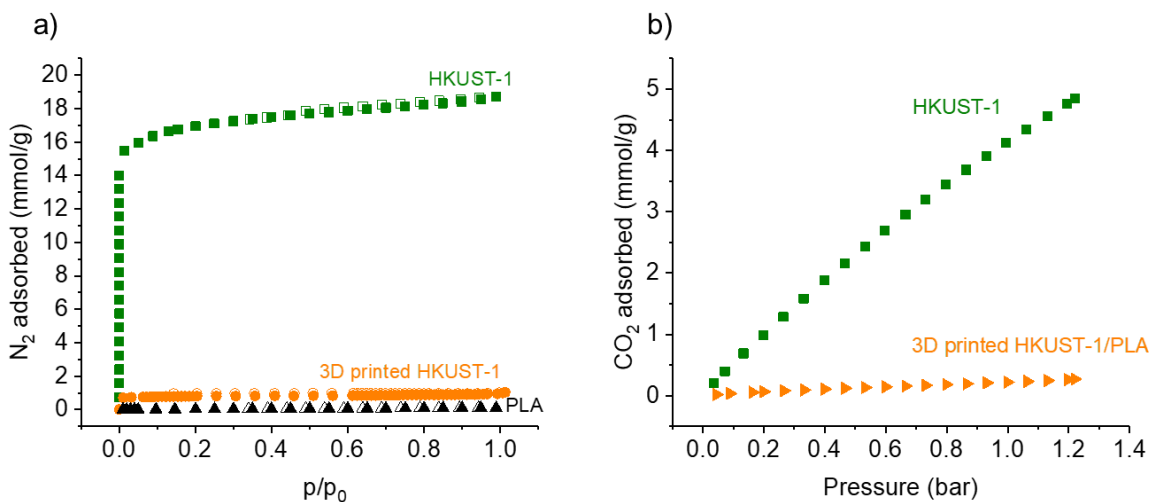 a)
N2 adsorbed (mmol/g)
20
18
16
14
12
10
8
6
4
2
0
HKUST-1
3D printed HKUST-1
PLA
0.0 0.2 0.4 0.6 0.8 1.0
p/p0
b)
CO2 adsorbed (mmol/g)
5
4
3
2
1
0
HKUST-1
3D printed HKUST-1/PLA
0.0 0.2 0.4 0.6 0.8 1.0 1.2 1.4
Pressure (bar)